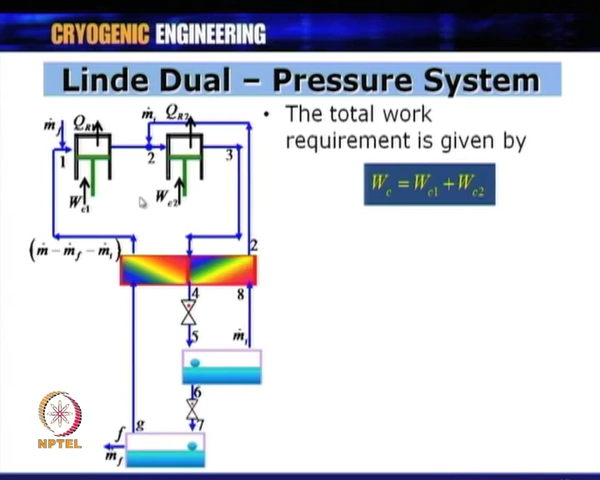 CRYOGENIC ENGINEERING
Linde Dual – Pressure System
• The total work
requirement is given by
W_c = W_c1 + W_c2
ṁ_f
Q_R1
ṁ_i
Q_R2
1
2
3
W_c1
W_c2
(ṁ − ṁ_f − ṁ_i)
2
4
8
5
ṁ_i
6
7
g
f
ṁ_f
NPTEL